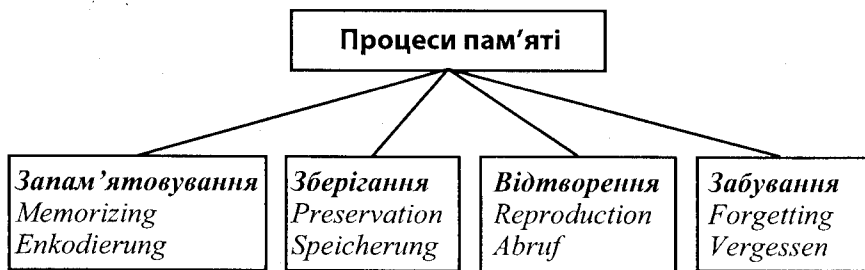 Процеси пам’яті
Запам’ятовування
Memorizing
Enkodierung
Зберігання
Preservation
Speicherung
Відтворення
Reproduction
Abruf
Забування
Forgetting
Vergessen